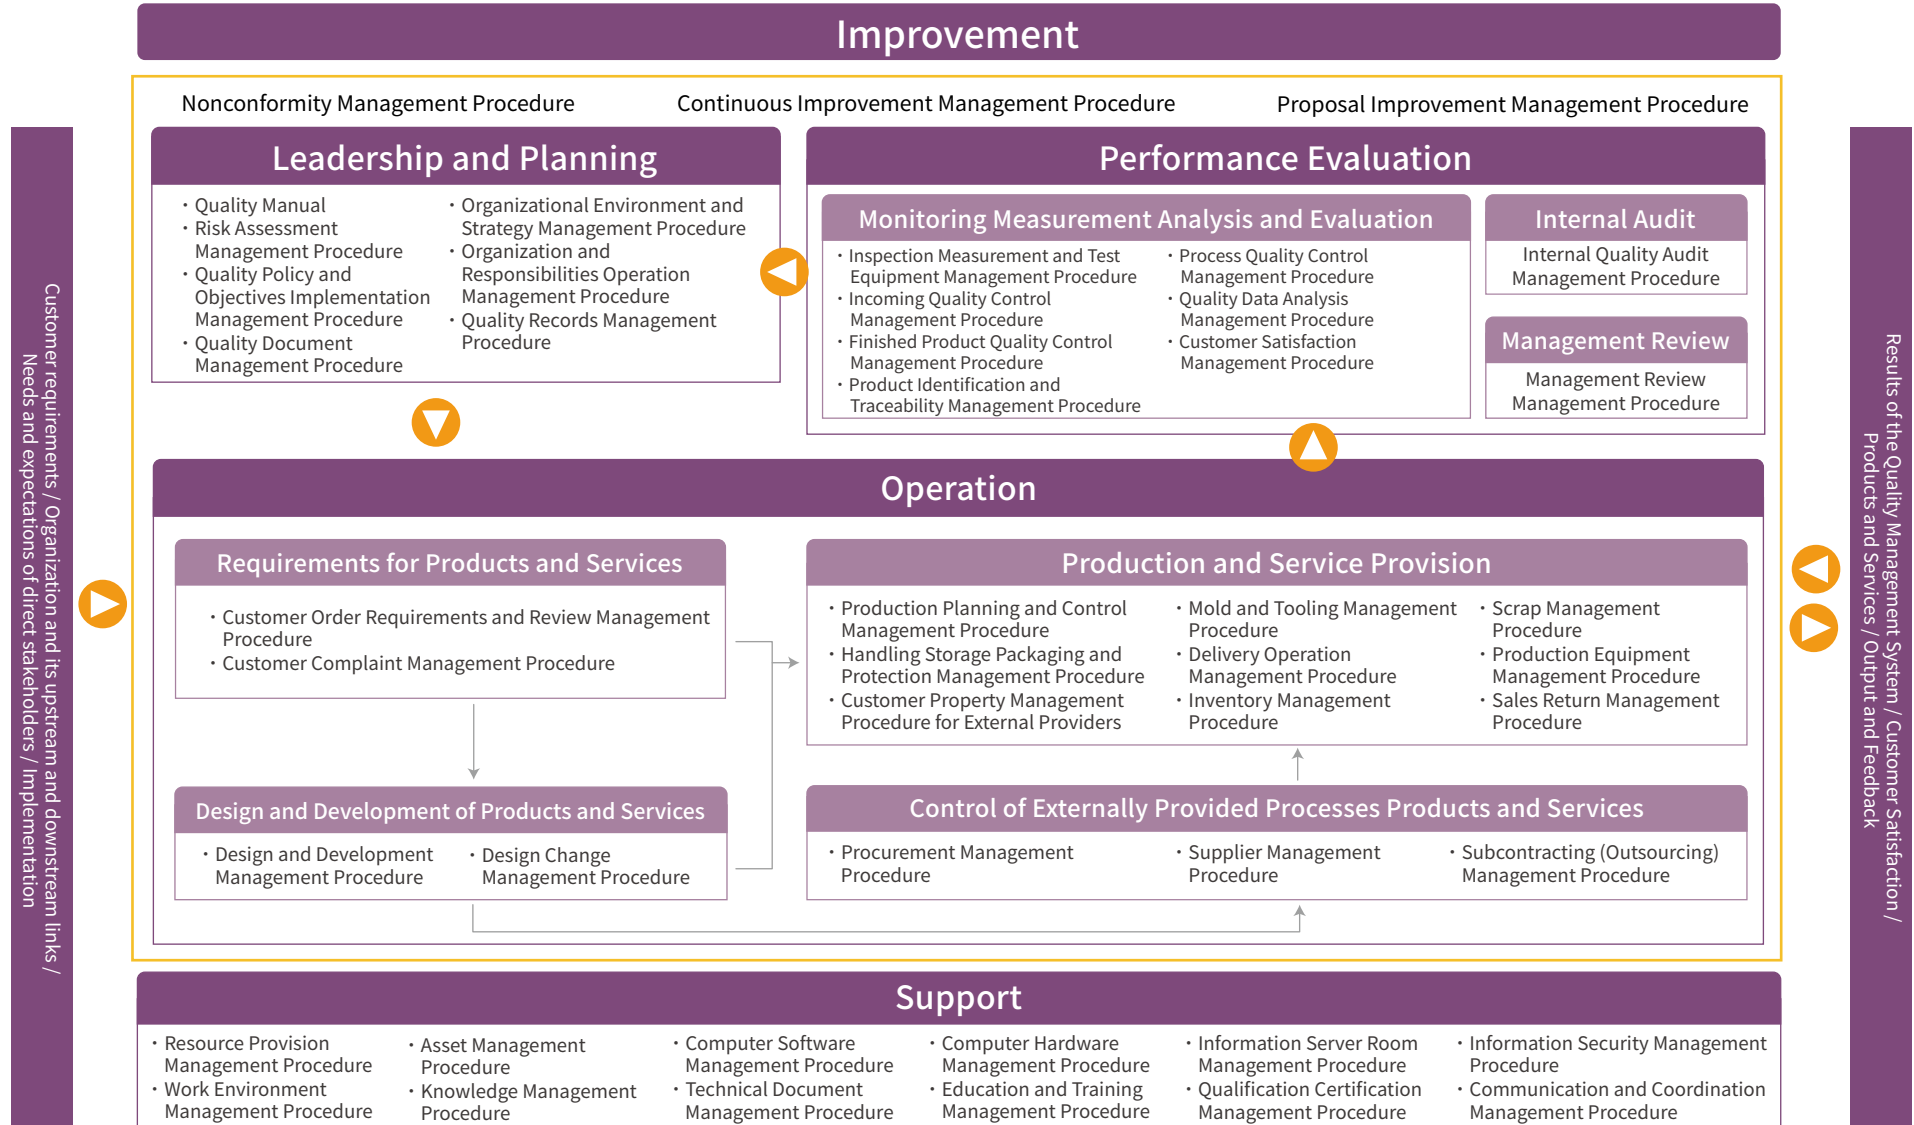 Improvement
Nonconformity Management Procedure
Continuous Improvement Management Procedure
Proposal Improvement Management Procedure
Customer requirements / Organization and its upstream and downstream links /
Needs and expectations of direct stakeholders / Implementation
Leadership and Planning
・Quality Manual
・Risk Assessment
Management Procedure
・Quality Policy and
Objectives Implementation
Management Procedure
・Quality Document
Management Procedure
・Organizational Environment and
Strategy Management Procedure
・Organization and
Responsibilities Operation
Management Procedure
・Quality Records Management
Procedure
Performance Evaluation
Monitoring Measurement Analysis and Evaluation
・Inspection Measurement and Test
Equipment Management Procedure
・Incoming Quality Control
Management Procedure
・Finished Product Quality Control
Management Procedure
・Product Identification and
Traceability Management Procedure
・Process Quality Control
Management Procedure
・Quality Data Analysis
Management Procedure
・Customer Satisfaction
Management Procedure
Internal Audit
Internal Quality Audit
Management Procedure
Management Review
Management Review
Management Procedure
Operation
Requirements for Products and Services
・Customer Order Requirements and Review Management
Procedure
・Customer Complaint Management Procedure
Production and Service Provision
・Production Planning and Control
Management Procedure
・Handling Storage Packaging and
Protection Management Procedure
・Customer Property Management
Procedure for External Providers
・Mold and Tooling Management
Procedure
・Delivery Operation
Management Procedure
・Inventory Management
Procedure
・Scrap Management
Procedure
・Production Equipment
Management Procedure
・Sales Return Management
Procedure
Design and Development of Products and Services
・Design and Development
Management Procedure
・Design Change
Management Procedure
Control of Externally Provided Processes Products and Services
・Procurement Management
Procedure
・Supplier Management
Procedure
・Subcontracting (Outsourcing)
Management Procedure
Results of the Quality Management System / Customer Satisfaction /
Products and Services / Output and Feedback
Support
・Resource Provision
Management Procedure
・Work Environment
Management Procedure
・Asset Management
Procedure
・Knowledge Management
Procedure
・Computer Software
Management Procedure
・Technical Document
Management Procedure
・Computer Hardware
Management Procedure
・Education and Training
Management Procedure
・Information Server Room
Management Procedure
・Qualification Certification
Management Procedure
・Information Security Management
Procedure
・Communication and Coordination
Management Procedure